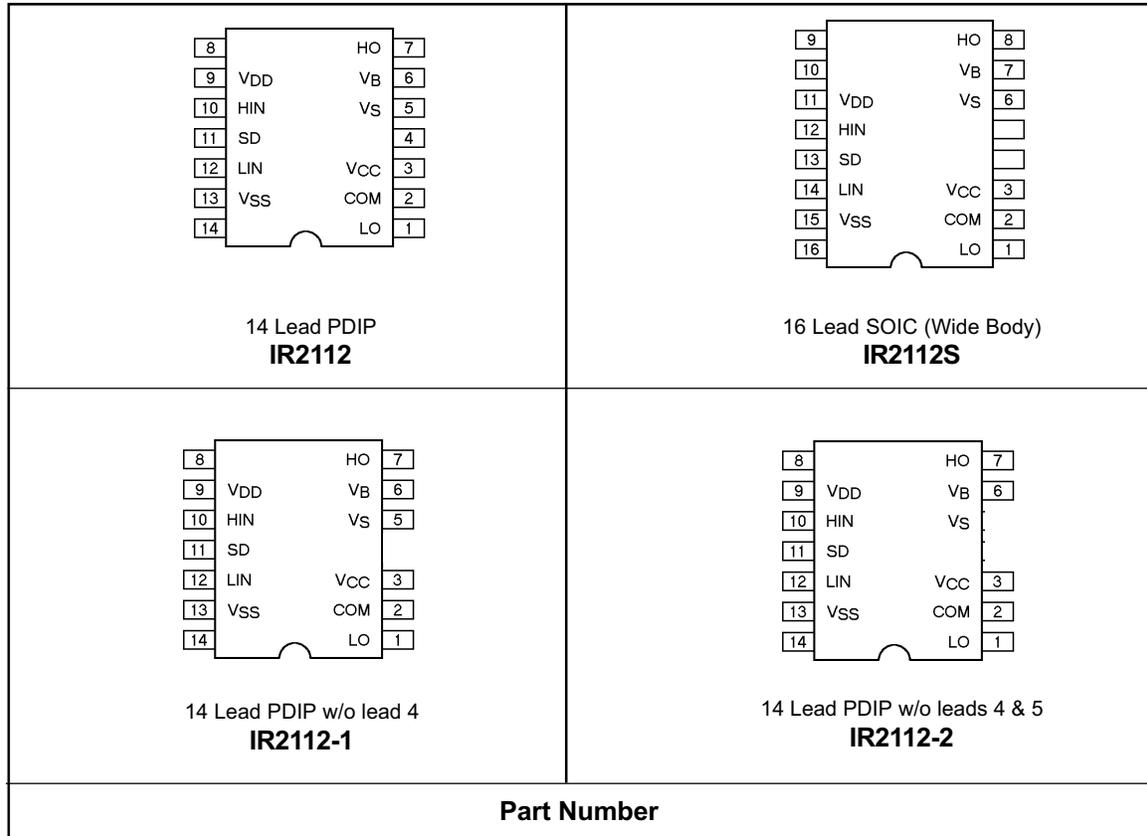 8 HO 7
9 VDD VB 6
10 HIN VS 5
11 SD 4
12 LIN VCC 3
13 VSS COM 2
14 LO 1
14 Lead PDIP
IR2112
9 HO 8
10 VB 7
11 VDD VS 6
12 HIN
13 SD
14 LIN VCC 3
15 VSS COM 2
16 LO 1
16 Lead SOIC (Wide Body)
IR2112S
8 HO 7
9 VDD VB 6
10 HIN VS 5
11 SD
12 LIN VCC 3
13 VSS COM 2
14 LO 1
14 Lead PDIP w/o lead 4
IR2112-1
8 HO 7
9 VDD VB 6
10 HIN VS
11 SD
12 LIN VCC 3
13 VSS COM 2
14 LO 1
14 Lead PDIP w/o leads 4 & 5
IR2112-2
Part Number